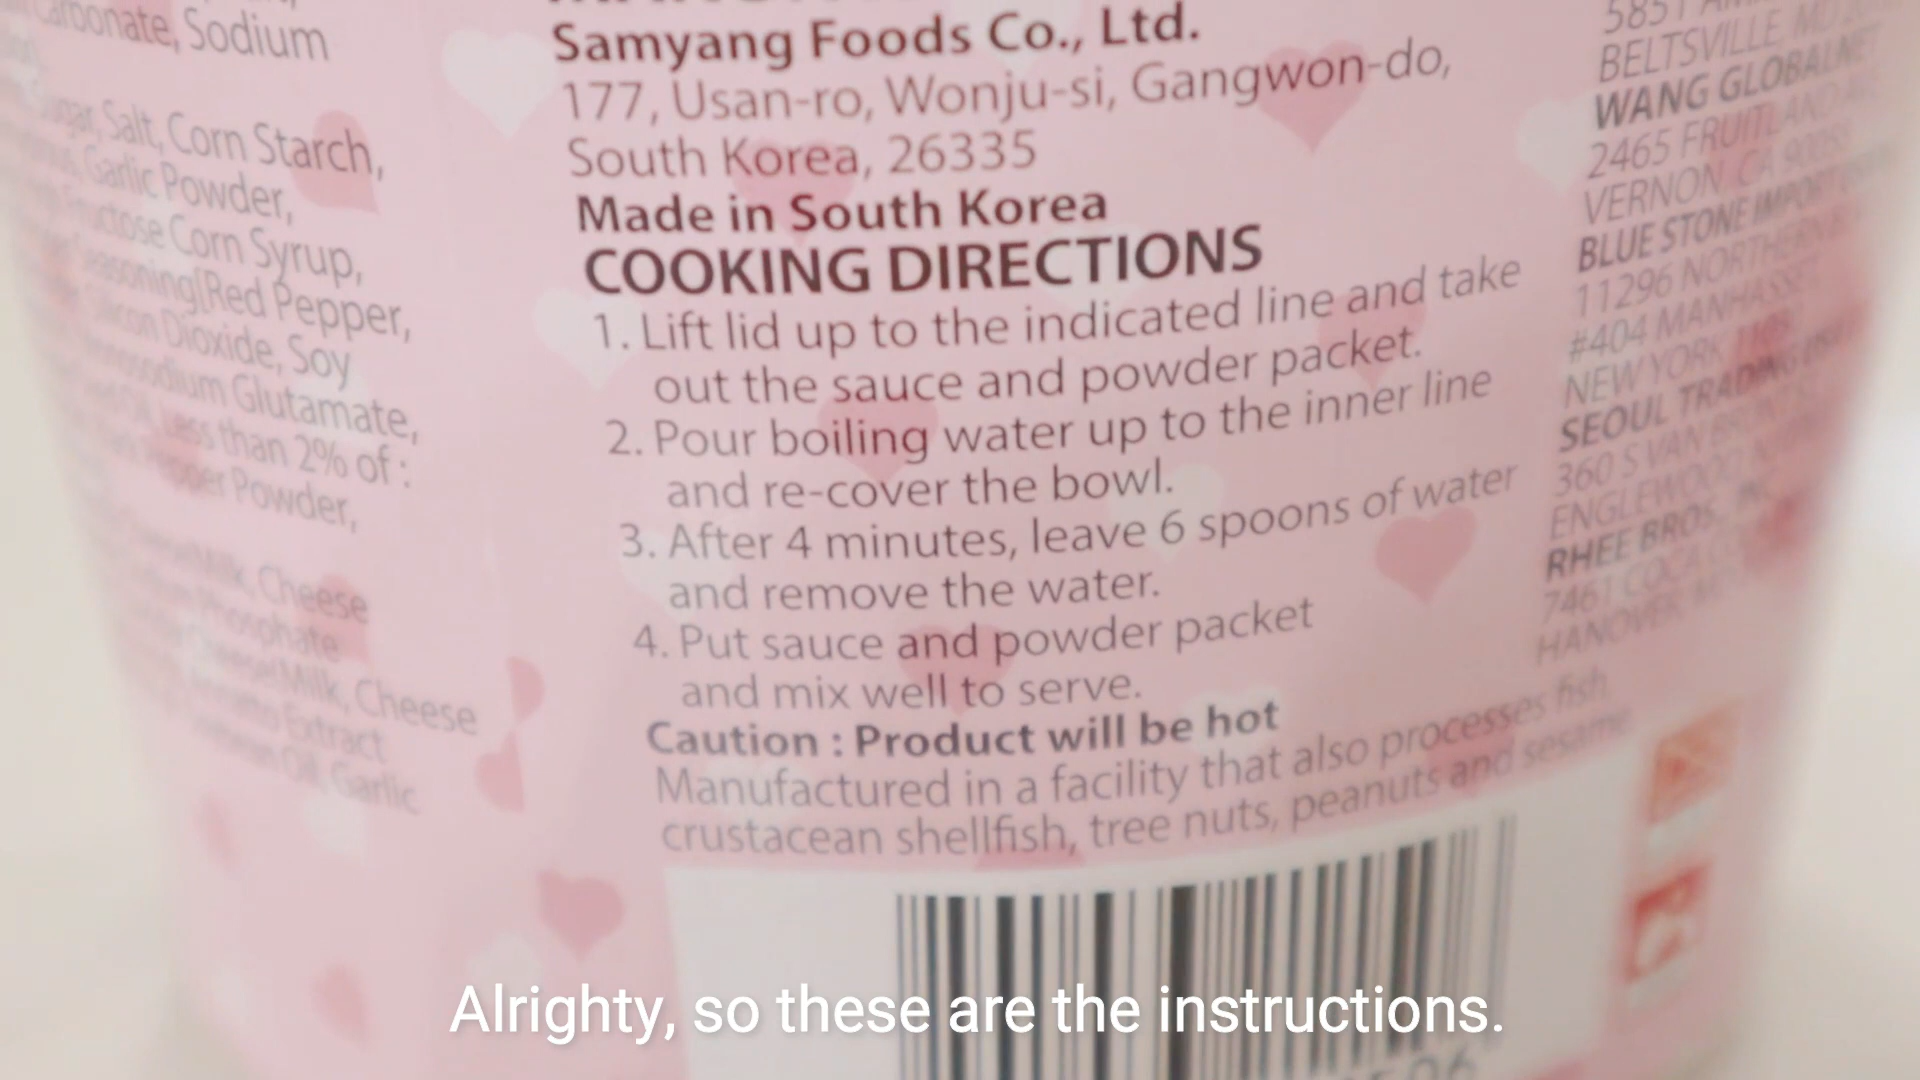 Carbonate, Sodium
Sugar, Salt, Corn Starch,
Garlic Powder,
Fructose Corn Syrup,
Seasoning[Red Pepper,
Silicon Dioxide, Soy
Monosodium Glutamate,
Less than 2% of :
Pepper Powder,
Milk, Cheese
Phosphate
Cheese[Milk, Cheese
Extract
Oil, Garlic
Samyang Foods Co., Ltd.
177, Usan-ro, Wonju-si, Gangwon-do,
South Korea, 26335
Made in South Korea
COOKING DIRECTIONS
1. Lift lid up to the indicated line and take
out the sauce and powder packet.
2. Pour boiling water up to the inner line
and re-cover the bowl.
3. After 4 minutes, leave 6 spoons of water
and remove the water.
4. Put sauce and powder packet
and mix well to serve.
Caution : Product will be hot
Manufactured in a facility that also processes fish
crustacean shellfish, tree nuts, peanuts and sesame
5851
BELTSVILLE
WANG GLOBALNET
2465 FRUITLAND
VERNON, CA
BLUE STONE IMPORT
11296 NORTHERN
#404 MANHASSET
NEW YORK
SEOUL TRADING
360 S VAN
ENGLEWOOD
RHEE BROS.
7461 COCA
HANOVER,
Alrighty, so these are the instructions.